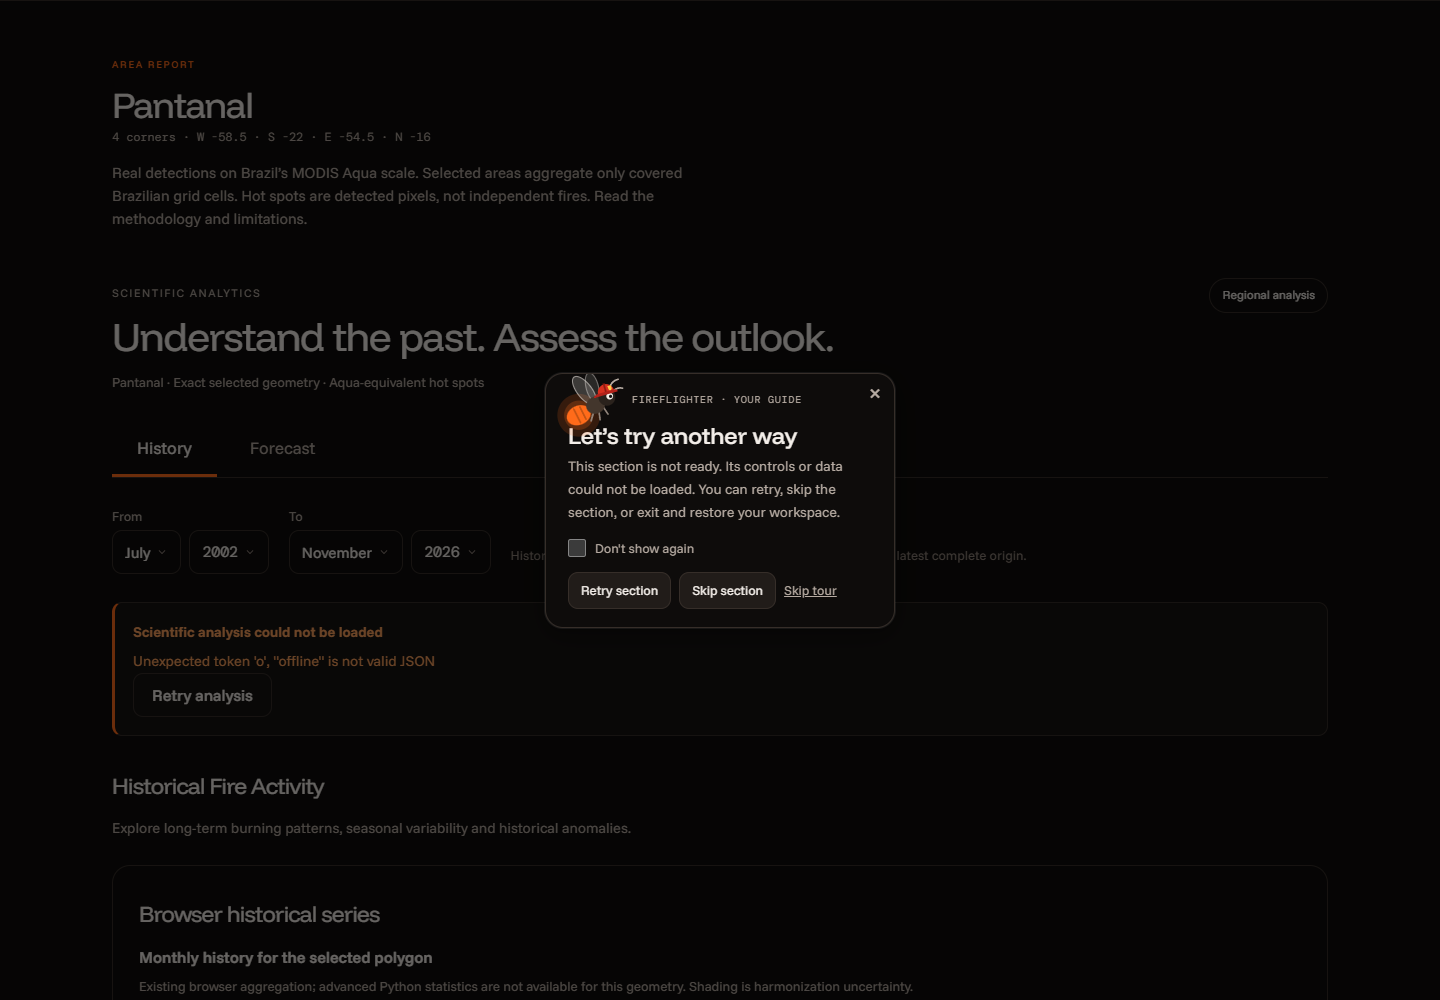 AREA REPORT
Pantanal
4 corners · W -58.5 · S -22 · E -54.5 · N -16
Real detections on Brazil’s MODIS Aqua scale. Selected areas aggregate only covered
Brazilian grid cells. Hot spots are detected pixels, not independent fires. Read the
methodology and limitations.
SCIENTIFIC ANALYTICS
Regional analysis
Understand the past. Assess the outlook.
Pantanal · Exact selected geometry · Aqua-equivalent hot spots
FIREFLIGHTER · YOUR GUIDE
×
Let’s try another way
This section is not ready. Its controls or data
could not be loaded. You can retry, skip the
section, or exit and restore your workspace.
Don't show again
Retry section Skip section Skip tour
History Forecast
From To
July 2002 November 2026 latest complete origin.
Scientific analysis could not be loaded
Unexpected token 'o', "offline" is not valid JSON
Retry analysis
Historical Fire Activity
Explore long-term burning patterns, seasonal variability and historical anomalies.
Browser historical series
Monthly history for the selected polygon
Existing browser aggregation; advanced Python statistics are not available for this geometry. Shading is harmonization uncertainty.